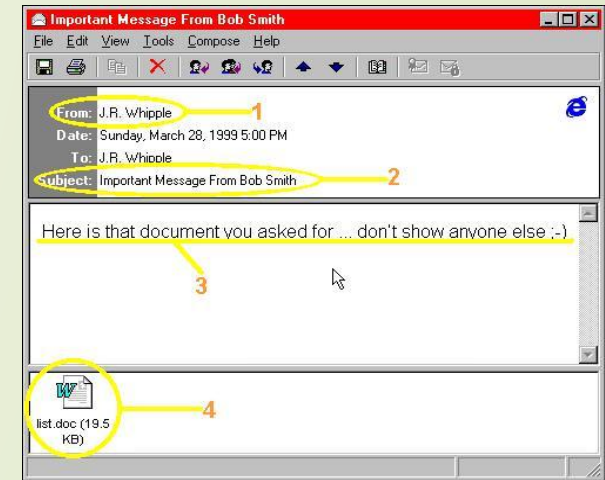 Important Message From Bob Smith
File Edit View Tools Compose Help
From: J.R. Whipple 1
Date: Sunday, March 28, 1999 5:00 PM
To: J.R. Whipple
Subject: Important Message From Bob Smith 2
Here is that document you asked for ... don't show anyone else ;-)
3
W
list.doc (19.5
KB)
4